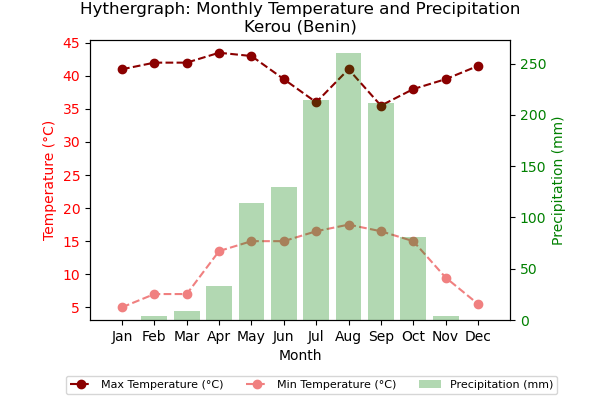 Hythergraph: Monthly Temperature and Precipitation
Kerou (Benin)
45
40
35
30
25
20
15
10
5
Temperature (°C)
250
200
150
100
50
0
Precipitation (mm)
Jan Feb Mar Apr May Jun Jul Aug Sep Oct Nov Dec
Month
Max Temperature (°C) Min Temperature (°C) Precipitation (mm)